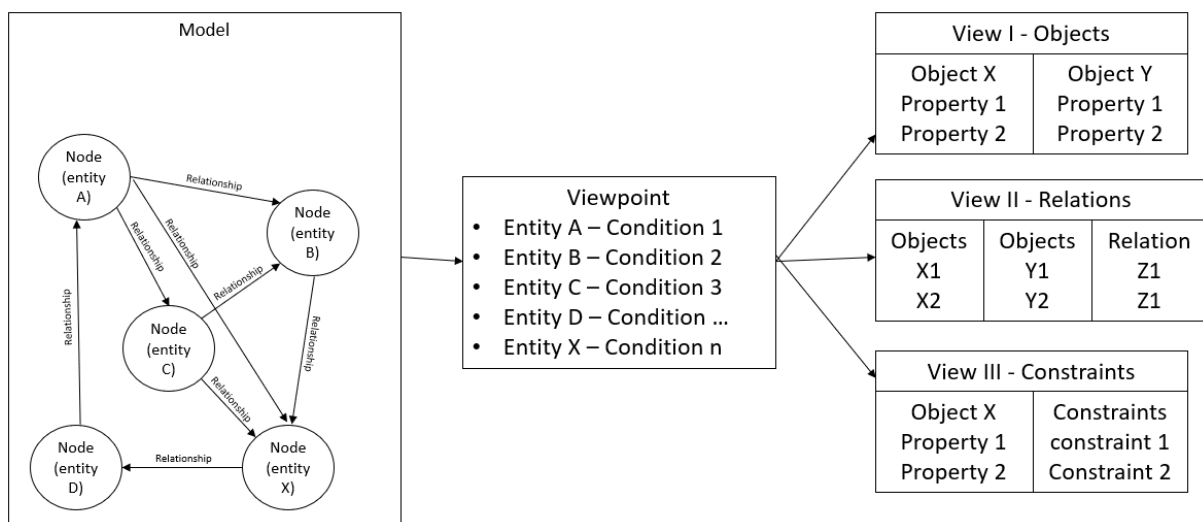 Model
Node
(entity
A)
Relationship
Node
(entity
B)
Relationship
Relationship
Relationship
Relationship
Node
(entity
C)
Relationship
Relationship
Node
(entity
D)
Relationship
Node
(entity
X)
Viewpoint
• Entity A – Condition 1
• Entity B – Condition 2
• Entity C – Condition 3
• Entity D – Condition ...
• Entity X – Condition n
View I - Objects
Object X Object Y
Property 1 Property 1
Property 2 Property 2
View II - Relations
Objects Objects Relation
X1 Y1 Z1
X2 Y2 Z1
View III - Constraints
Object X Constraints
Property 1 constraint 1
Property 2 Constraint 2